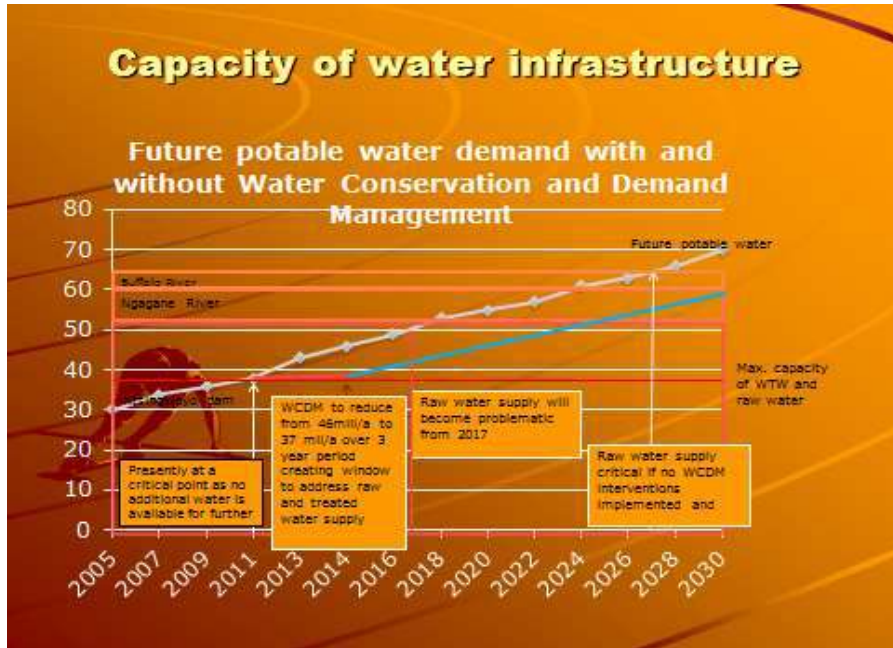 Capacity of water infrastructure
Future potable water demand with and
without Water Conservation and Demand
Management
80
70
60
50
40
30
20
10
0
Future potable water
Buffalo River
Ngagane River
dam
Max. capacity
of WTW and
raw water
Presently at a
critical point as no
additional water is
available for further
WCDM to reduce
from 46mill/a to
37 mil/a over 3
year period
creating window
to address raw
and treated
water supply
Raw water supply will
become problematic
from 2017
Raw water supply
critical if no WCDM
interventions
implemented and
2005
2007
2009
2011
2013
2014
2016
2018
2020
2022
2024
2026
2028
2030